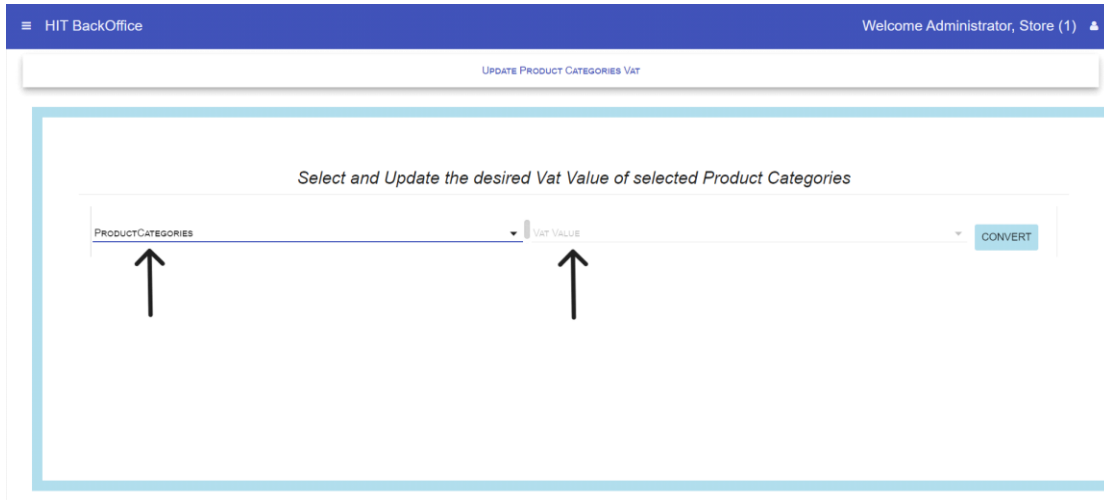 HIT BackOffice
Welcome Administrator, Store (1)
Update Product Categories Vat
Select and Update the desired Vat Value of selected Product Categories
ProductCategories
Vat Value
CONVERT